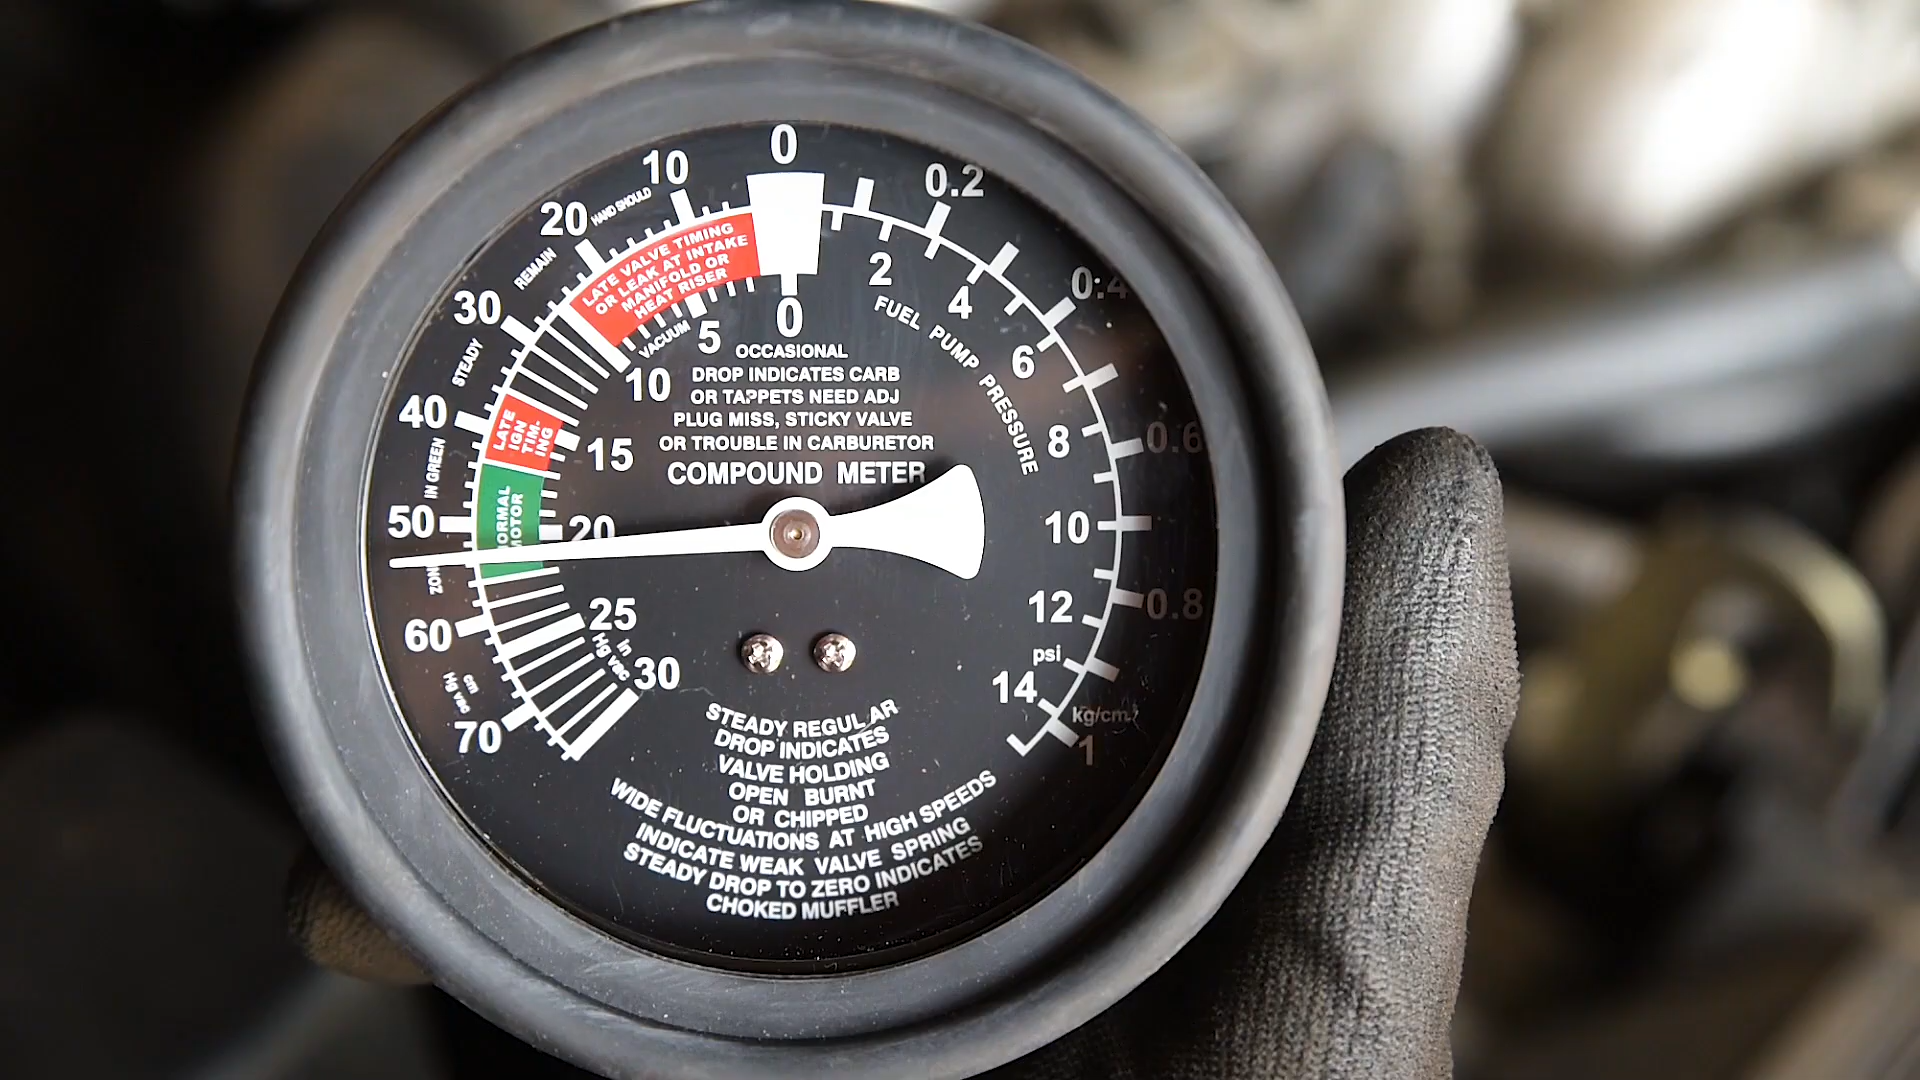 0
10
20
30
40
50
60
70
HAND SHOULD
REMAIN
STEADY
IN GREEN
ZON
cm
Hg vac
LATE VALVE TIMING
OR LEAK AT INTAKE
MANIFOLD OR
HEAT RISER
LATE
IGN
TIM-
ING
NORMAL
MOTOR
0
5
10
15
20
25
30
VACUUM
in
Hg vac
0.2
0.4
0.6
0.8
1
kg/cm²
2
4
6
8
10
12
14
psi
FUEL PUMP PRESSURE
OCCASIONAL
DROP INDICATES CARB
OR TAPPETS NEED ADJ
PLUG MISS, STICKY VALVE
OR TROUBLE IN CARBURETOR
COMPOUND METER
STEADY REGULAR
DROP INDICATES
VALVE HOLDING
OPEN BURNT
OR CHIPPED
WIDE FLUCTUATIONS AT HIGH SPEEDS
INDICATE WEAK VALVE SPRING
STEADY DROP TO ZERO INDICATES
CHOKED MUFFLER